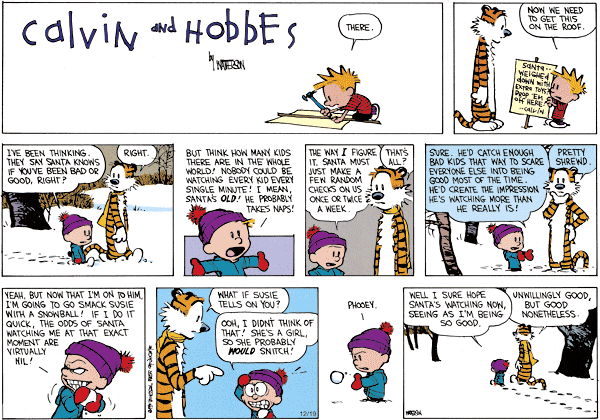 Calvin and Hobbes
by WATTERSON
THERE.
NOW WE NEED
TO GET THIS
ON THE ROOF.
SANTA--
WEIGHED
DOWN WITH
EXTRA TOYS?
DROP 'EM
OFF HERE
--CALVIN
I'VE BEEN THINKING.
THEY SAY SANTA KNOWS
IF YOU'VE BEEN BAD OR
GOOD, RIGHT?
RIGHT.
BUT THINK HOW MANY KIDS
THERE ARE IN THE WHOLE
WORLD! NOBODY COULD BE
WATCHING EVERY KID EVERY
SINGLE MINUTE! I MEAN,
SANTA'S OLD! HE PROBABLY
TAKES NAPS!
THE WAY I FIGURE
IT, SANTA MUST
JUST MAKE A
FEW RANDOM
CHECKS ON US
ONCE OR TWICE
A WEEK.
THAT'S
ALL?
SURE. HE'D CATCH ENOUGH
BAD KIDS THAT WAY TO SCARE
EVERYONE ELSE INTO BEING
GOOD MOST OF THE TIME.
HE'D CREATE THE IMPRESSION
HE'S WATCHING MORE THAN
HE REALLY IS!
PRETTY
SHREWD.
YEAH, BUT NOW THAT I'M ON TO HIM,
I'M GOING TO GO SMACK SUSIE
WITH A SNOWBALL! IF I DO IT
QUICK, THE ODDS OF SANTA
WATCHING ME AT THAT EXACT
MOMENT ARE
VIRTUALLY
NIL!
WHAT IF SUSIE
TELLS ON YOU?
OOH, I DIDN'T THINK OF
THAT! SHE'S A GIRL,
SO SHE PROBABLY
WOULD SNITCH!
12/19
PHOOEY.
WELL I SURE HOPE
SANTA'S WATCHING NOW,
SEEING AS I'M BEING
SO GOOD.
UNWILLINGLY GOOD,
BUT GOOD
NONETHELESS.
WATTERSON